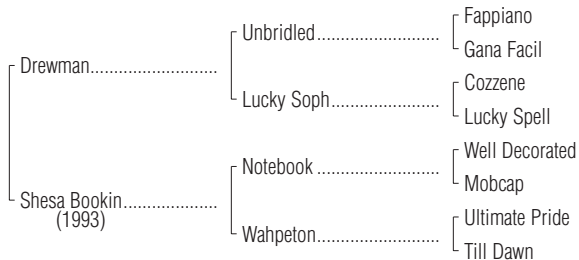 Fappiano
Unbridled
Gana Facil
Drewman
Cozzene
Lucky Soph
Lucky Spell
Well Decorated
Notebook
Mobcap
Shesa Bookin
(1993)
Ultimate Pride
Wahpeton
Till Dawn